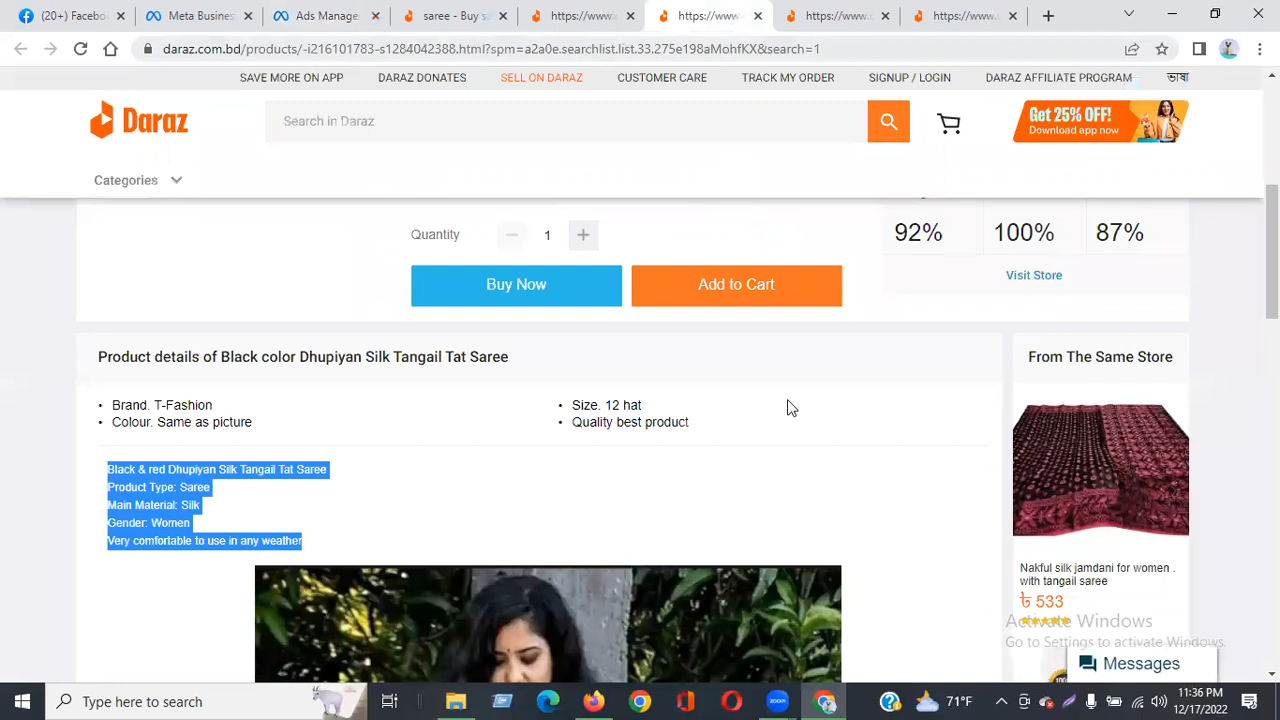 (20+) Facebo
Meta Busines
Ads Manage
saree - Buy s
https://www.
https://www
https://www.
https://www.
daraz.com.bd/products/-i216101783-s1284042388.html?spm=a2a0e.searchlist.list.33.275e198aMohfKX&search=1
SAVE MORE ON APP
DARAZ DONATES
SELL ON DARAZ
CUSTOMER CARE
TRACK MY ORDER
SIGNUP / LOGIN
DARAZ AFFILIATE PROGRAM
ভাষা
Daraz
Search in Daraz
Get 25% OFF!
Download app now
Categories
Quantity
1
92%
100%
87%
Buy Now
Add to Cart
Visit Store
Product details of Black color Dhupiyan Silk Tangail Tat Saree
From The Same Store
• Brand. T-Fashion
• Size. 12 hat
• Colour. Same as picture
• Quality best product
Black & red Dhupiyan Silk Tangail Tat Saree
Product Type: Saree
Main Material: Silk
Gender: Women
Very comfortable to use in any weather
Nakful silk jamdani for women .
with tangail saree
৳ 533
Activate Windows
Go to Settings to activate Windows.
Messages
Type here to search
zoom
71°F
11:36 PM
12/17/2022